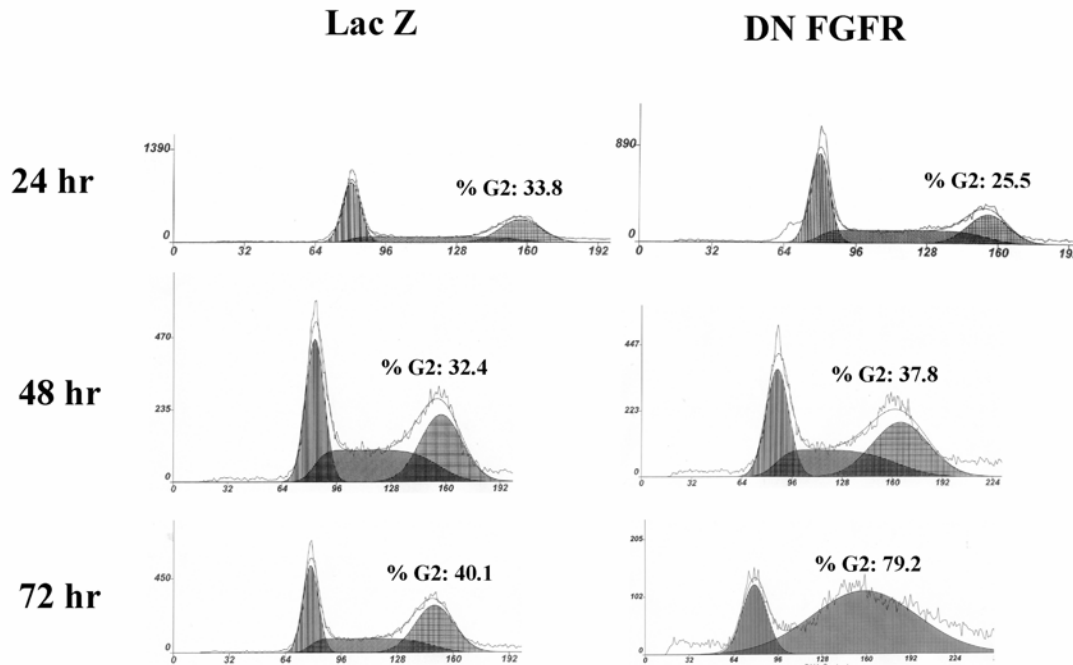 Lac Z
DN FGFR
24 hr
1390
0
% G2: 33.8
0 32 64 96 128 160 192
890
0
% G2: 25.5
0 32 64 96 128 160
48 hr
470
235
0
% G2: 32.4
0 32 64 96 128 160 192
447
223
0
% G2: 37.8
0 32 64 96 128 160 192 224
72 hr
450
0
% G2: 40.1
0 32 64 96 128 160 192
205
102
0
% G2: 79.2
0 32 64 96 128 160 192 224